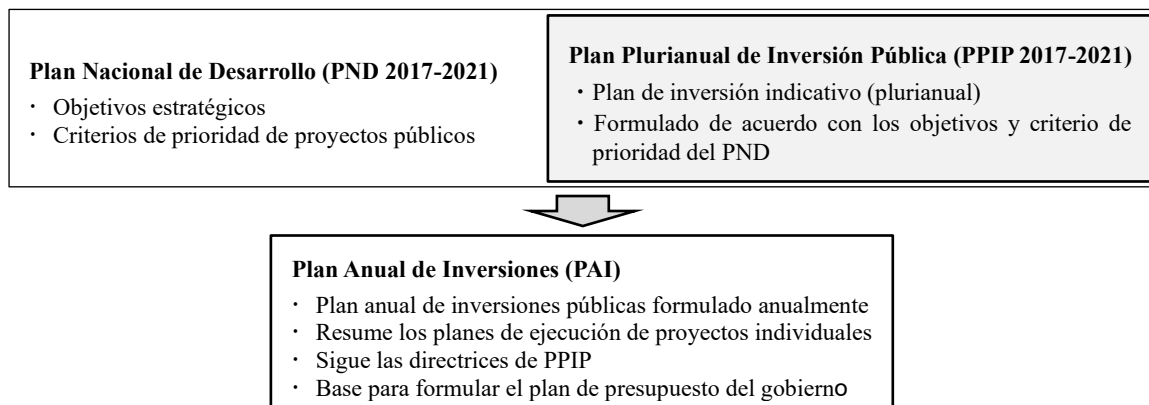 Plan Nacional de Desarrollo (PND 2017-2021)
· Objetivos estratégicos
· Criterios de prioridad de proyectos públicos
Plan Plurianual de Inversión Pública (PPIP 2017-2021)
· Plan de inversión indicativo (plurianual)
· Formulado de acuerdo con los objetivos y criterio de
prioridad del PND
Plan Anual de Inversiones (PAI)
· Plan anual de inversiones públicas formulado anualmente
· Resume los planes de ejecución de proyectos individuales
· Sigue las directrices de PPIP
· Base para formular el plan de presupuesto del gobierno